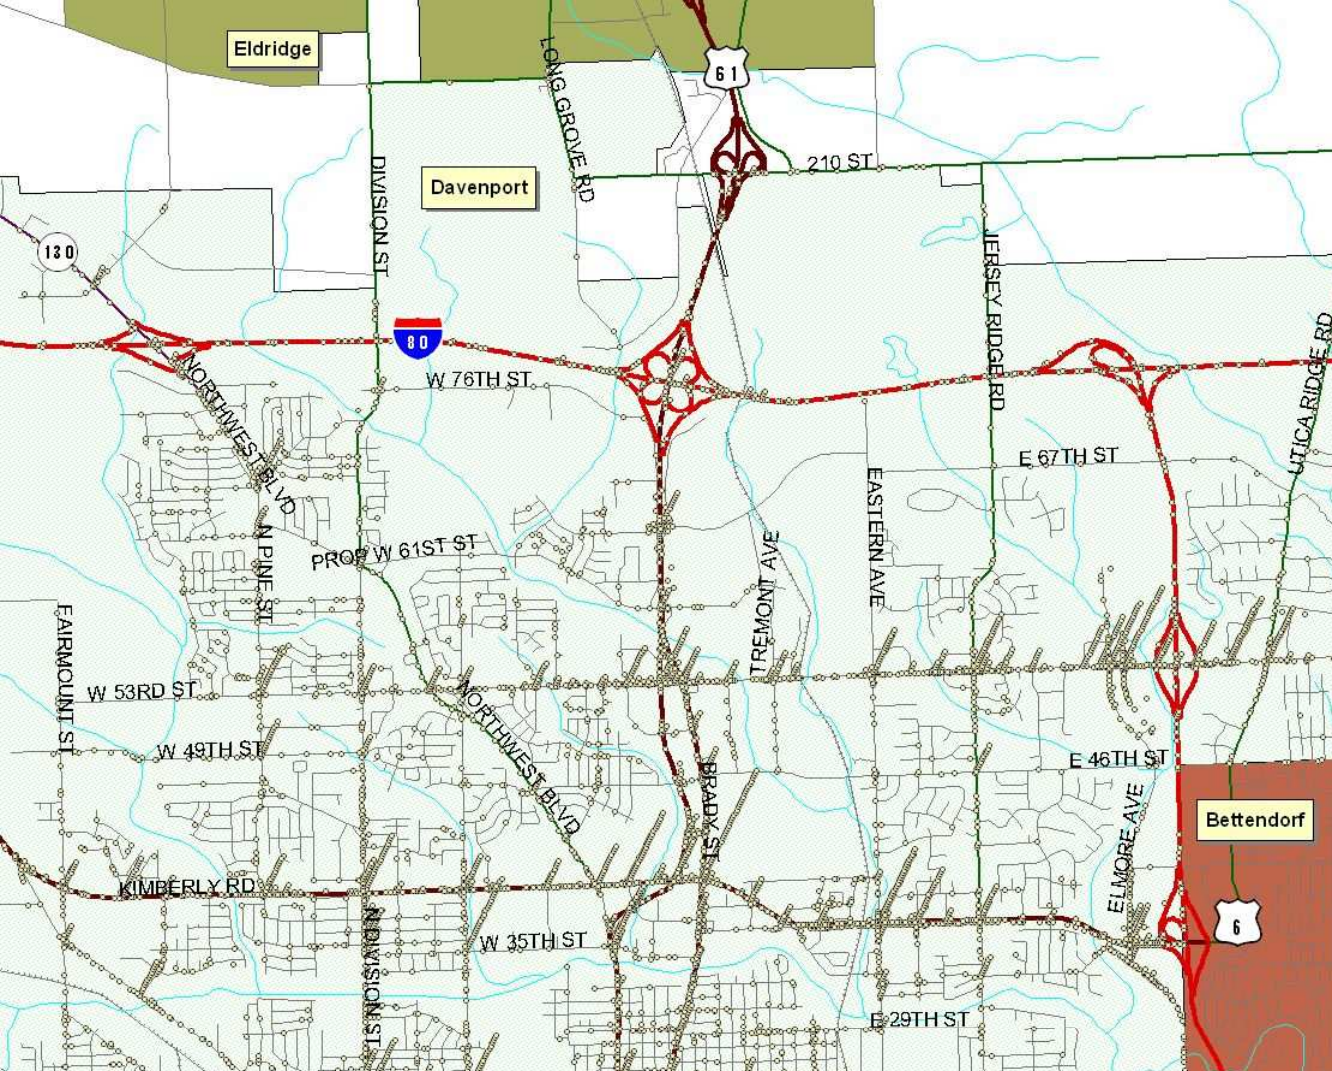 Eldridge
61
LONG GROVE RD
210 ST
DIVISION ST
Davenport
130
JERSEY RIDGE RD
80
UTICA RIDGE RD
W 76TH ST
NORTHWEST BLVD
E 67TH ST
EASTERN AVE
N PINE ST
PROP W 61ST ST
TREMONT AVE
FAIRMOUNT ST
W 53RD ST
NORTHWEST BLVD
W 49TH ST
E 46TH ST
BRADY ST
ELMORE AVE
Bettendorf
KIMBERLY RD
6
N DIVISION ST
W 35TH ST
E 29TH ST